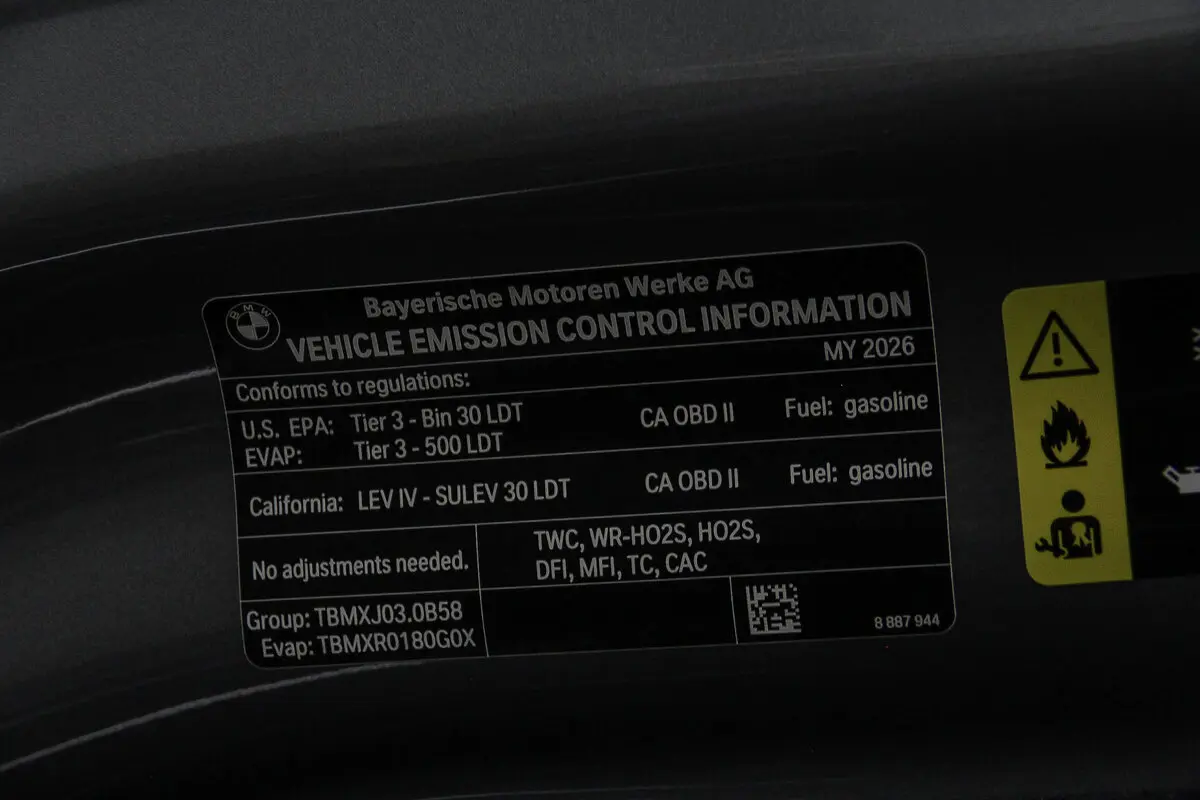 BMW
Bayerische Motoren Werke AG
VEHICLE EMISSION CONTROL INFORMATION
MY 2026
Conforms to regulations:
U.S. EPA: Tier 3 - Bin 30 LDT CA OBD II Fuel: gasoline
EVAP: Tier 3 - 500 LDT
California: LEV IV - SULEV 30 LDT CA OBD II Fuel: gasoline
No adjustments needed.
TWC, WR-HO2S, HO2S,
DFI, MFI, TC, CAC
Group: TBMXJ03.0B58
Evap: TBMXR0180G0X
8 887 944